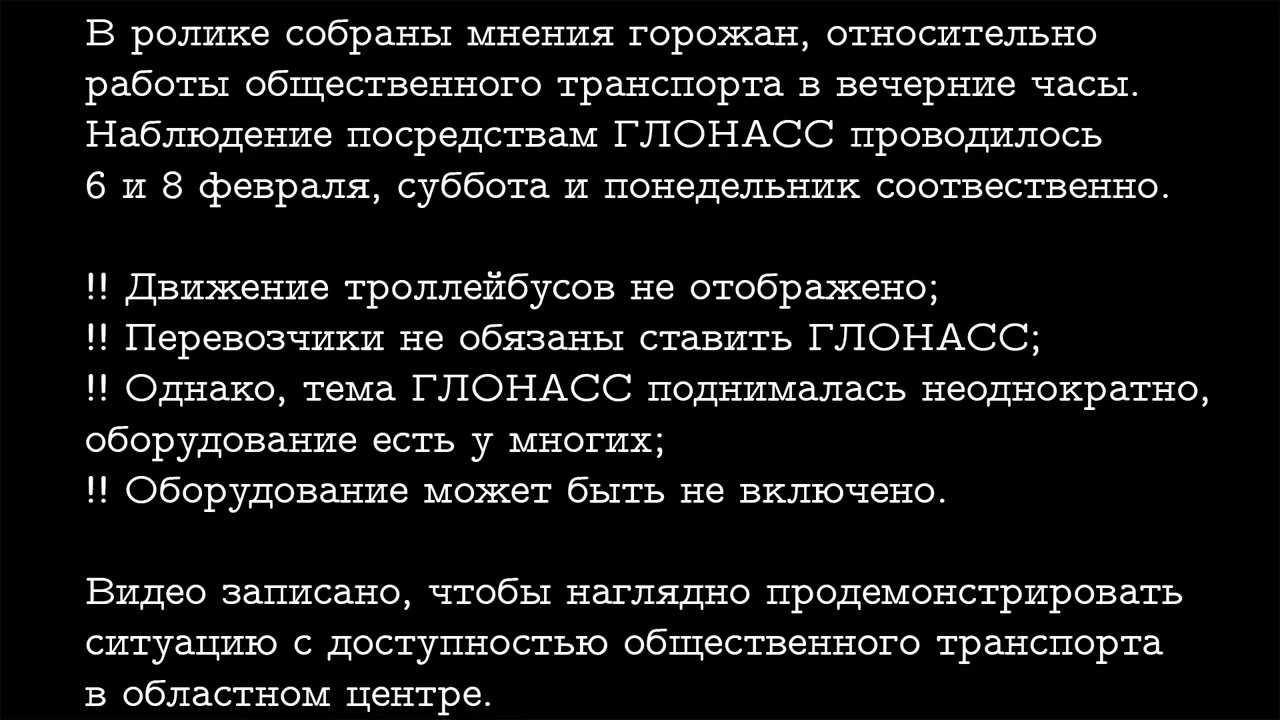 В ролике собраны мнения горожан, относительно
работы общественного транспорта в вечерние часы.
Наблюдение посредствам ГЛОНАСС проводилось
6 и 8 февраля, суббота и понедельник соотвественно.
!! Движение троллейбусов не отображено;
!! Перевозчики не обязаны ставить ГЛОНАСС;
!! Однако, тема ГЛОНАСС поднималась неоднократно,
оборудование есть у многих;
!! Оборудование может быть не включено.
Видео записано, чтобы наглядно продемонстрировать
ситуацию с доступностью общественного транспорта
в областном центре.